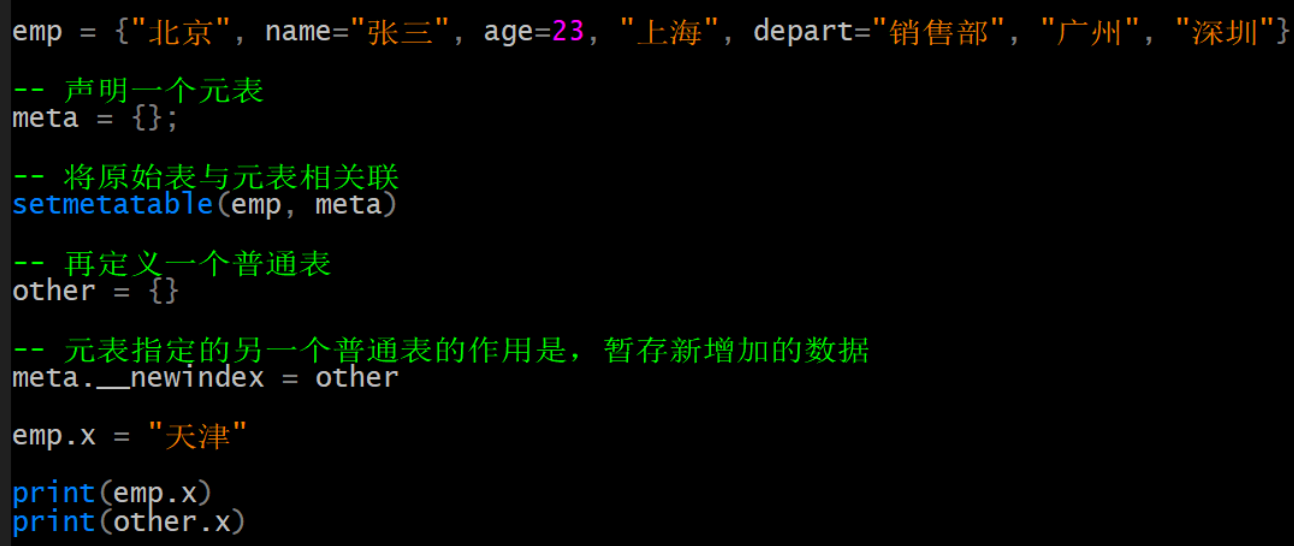 emp = {"北京", name="张三", age=23, "上海", depart="销售部", "广州", "深圳"}
-- 声明一个元表
meta = {};
-- 将原始表与元表相关联
setmetatable(emp, meta)
-- 再定义一个普通表
other = {}
-- 元表指定的另一个普通表的作用是，暂存新增加的数据
meta.__newindex = other
emp.x = "天津"
print(emp.x)
print(other.x)